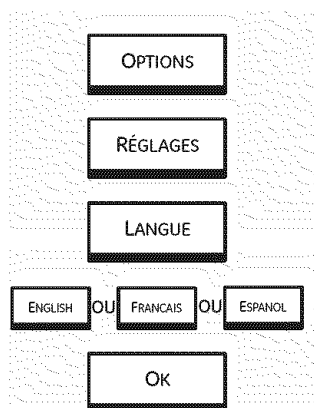 OPTIONS
RÉGLAGES
LANGUE
ENGLISH OU FRANCAIS OU ESPANOL
OK